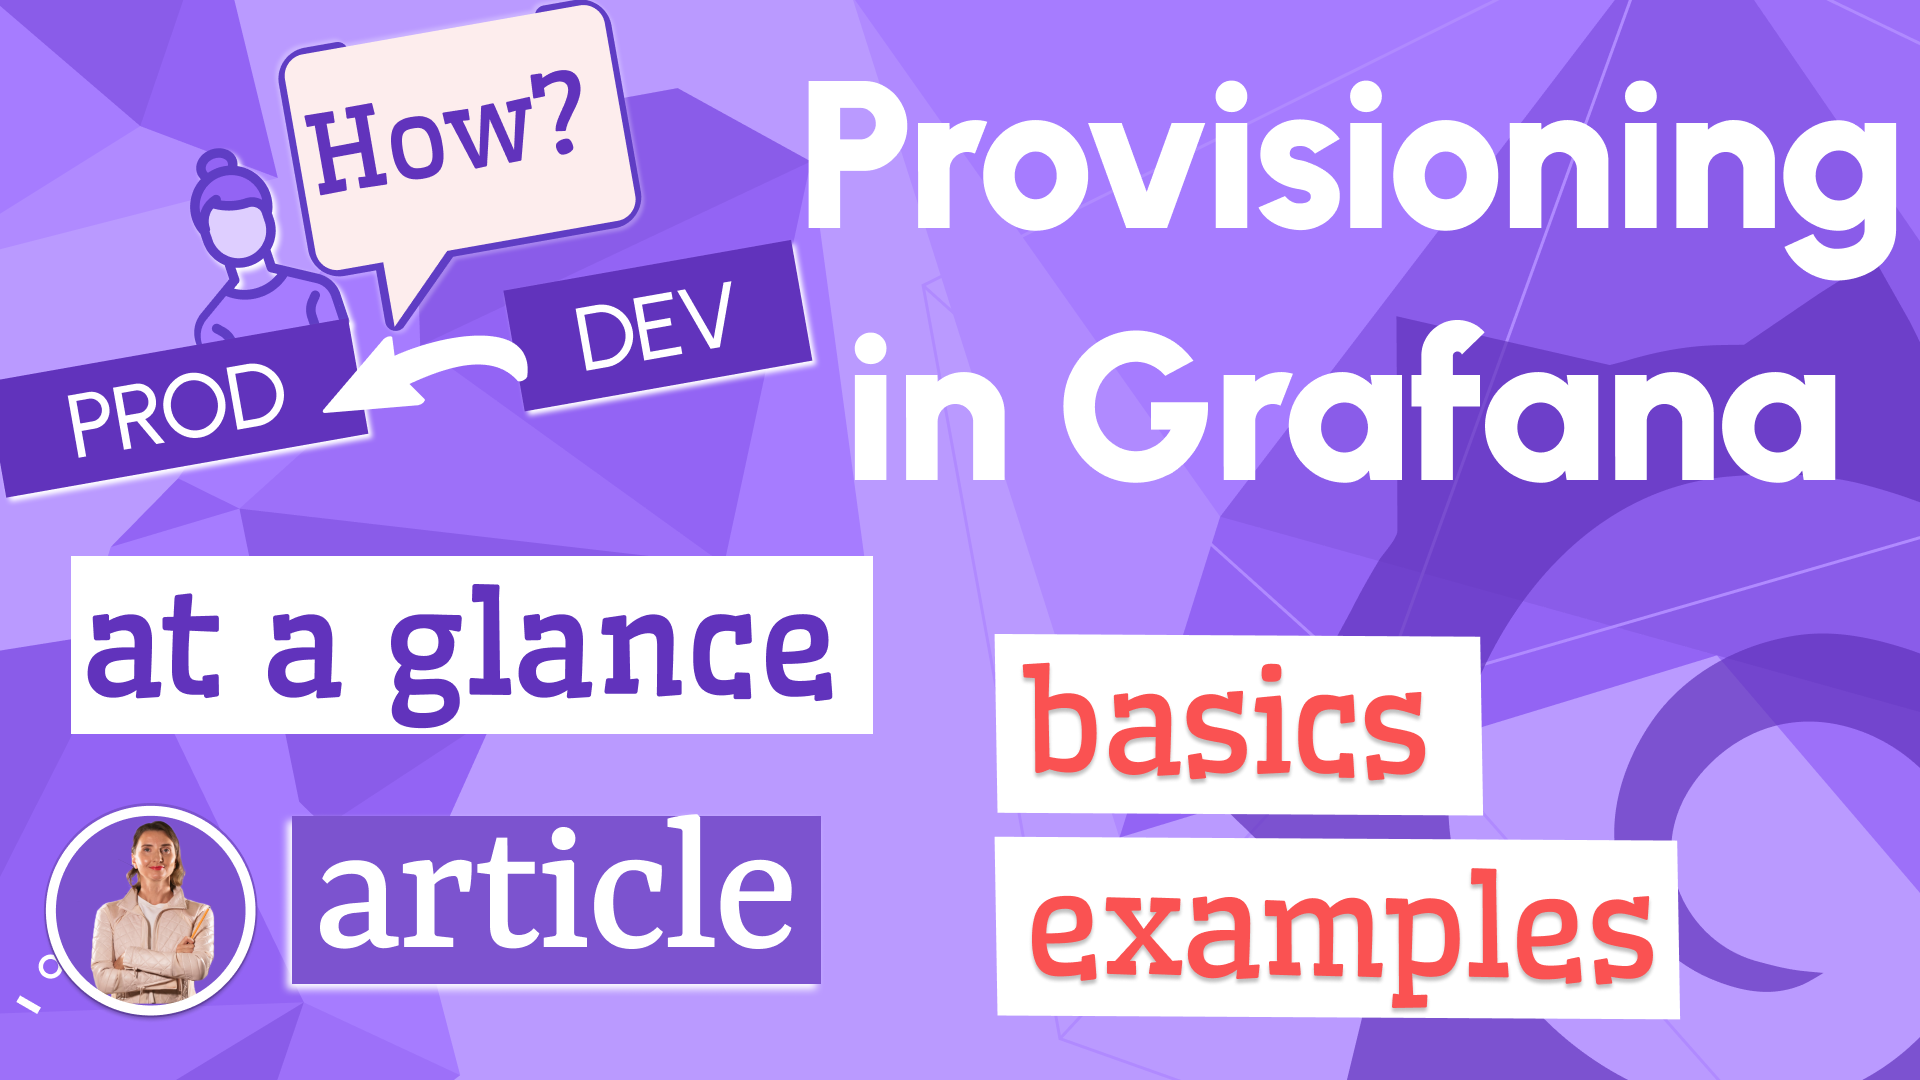 How?
PROD
DEV
Provisioning
in Grafana
at a glance
article
basics
examples